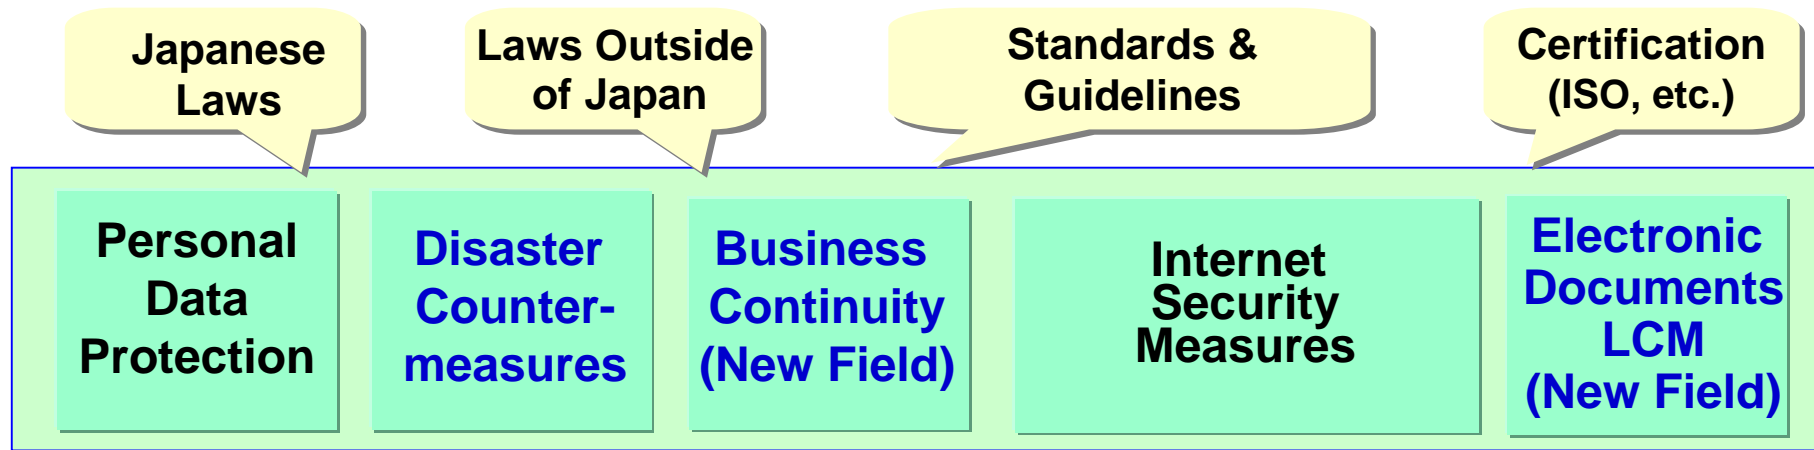 Japanese
Laws
Laws Outside
of Japan
Standards &
Guidelines
Certification
(ISO, etc.)
Personal
Data
Protection
Disaster
Counter-
measures
Business
Continuity
(New Field)
Internet
Security
Measures
Electronic
Documents
LCM
(New Field)